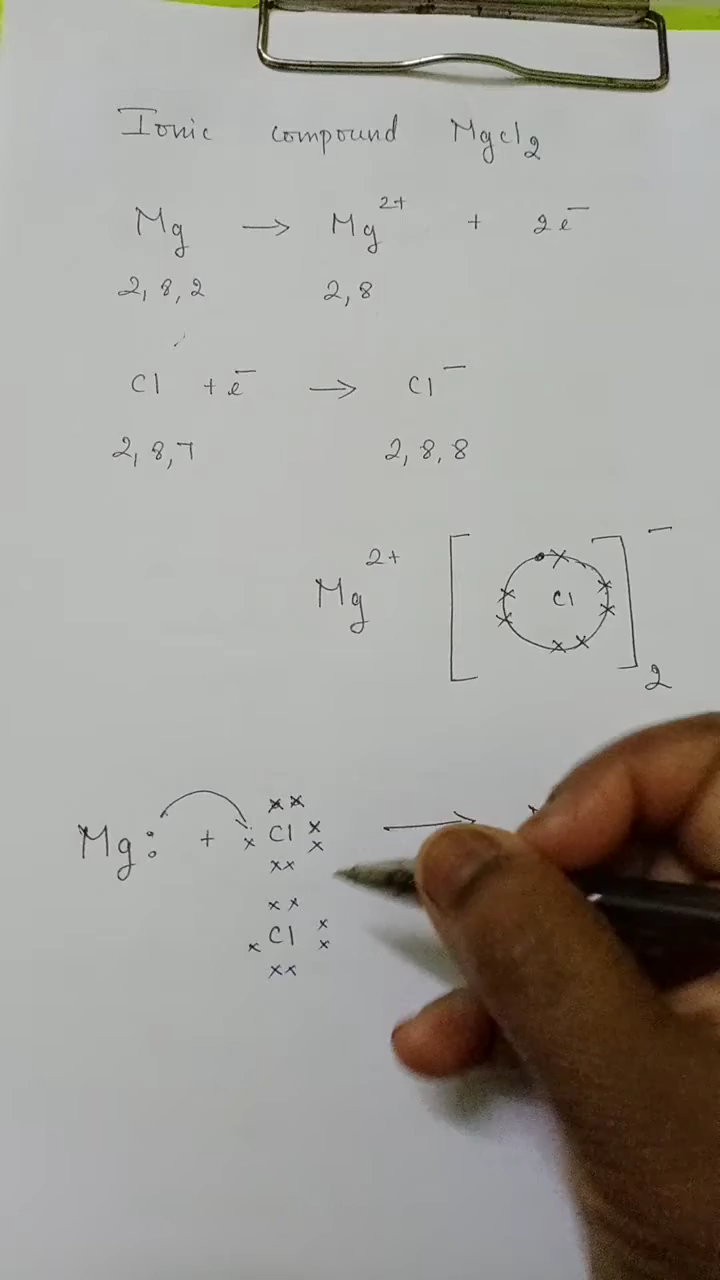 Ionic compound MgCl2
Mg → Mg2+ + 2e−
2, 8, 2 2, 8
Cl + e− → Cl−
2, 8, 7 2, 8, 8
Mg2+ [Cl]2−
Mg: + Cl →
Cl